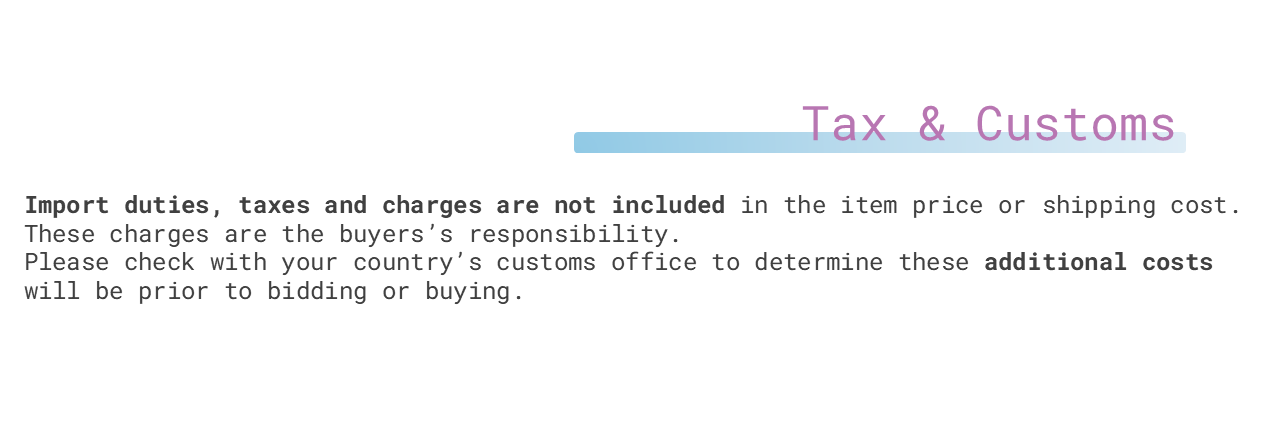 Tax & Customs
Import duties, taxes and charges are not included in the item price or shipping cost.
These charges are the buyers’s responsibility.
Please check with your country’s customs office to determine these additional costs
will be prior to bidding or buying.